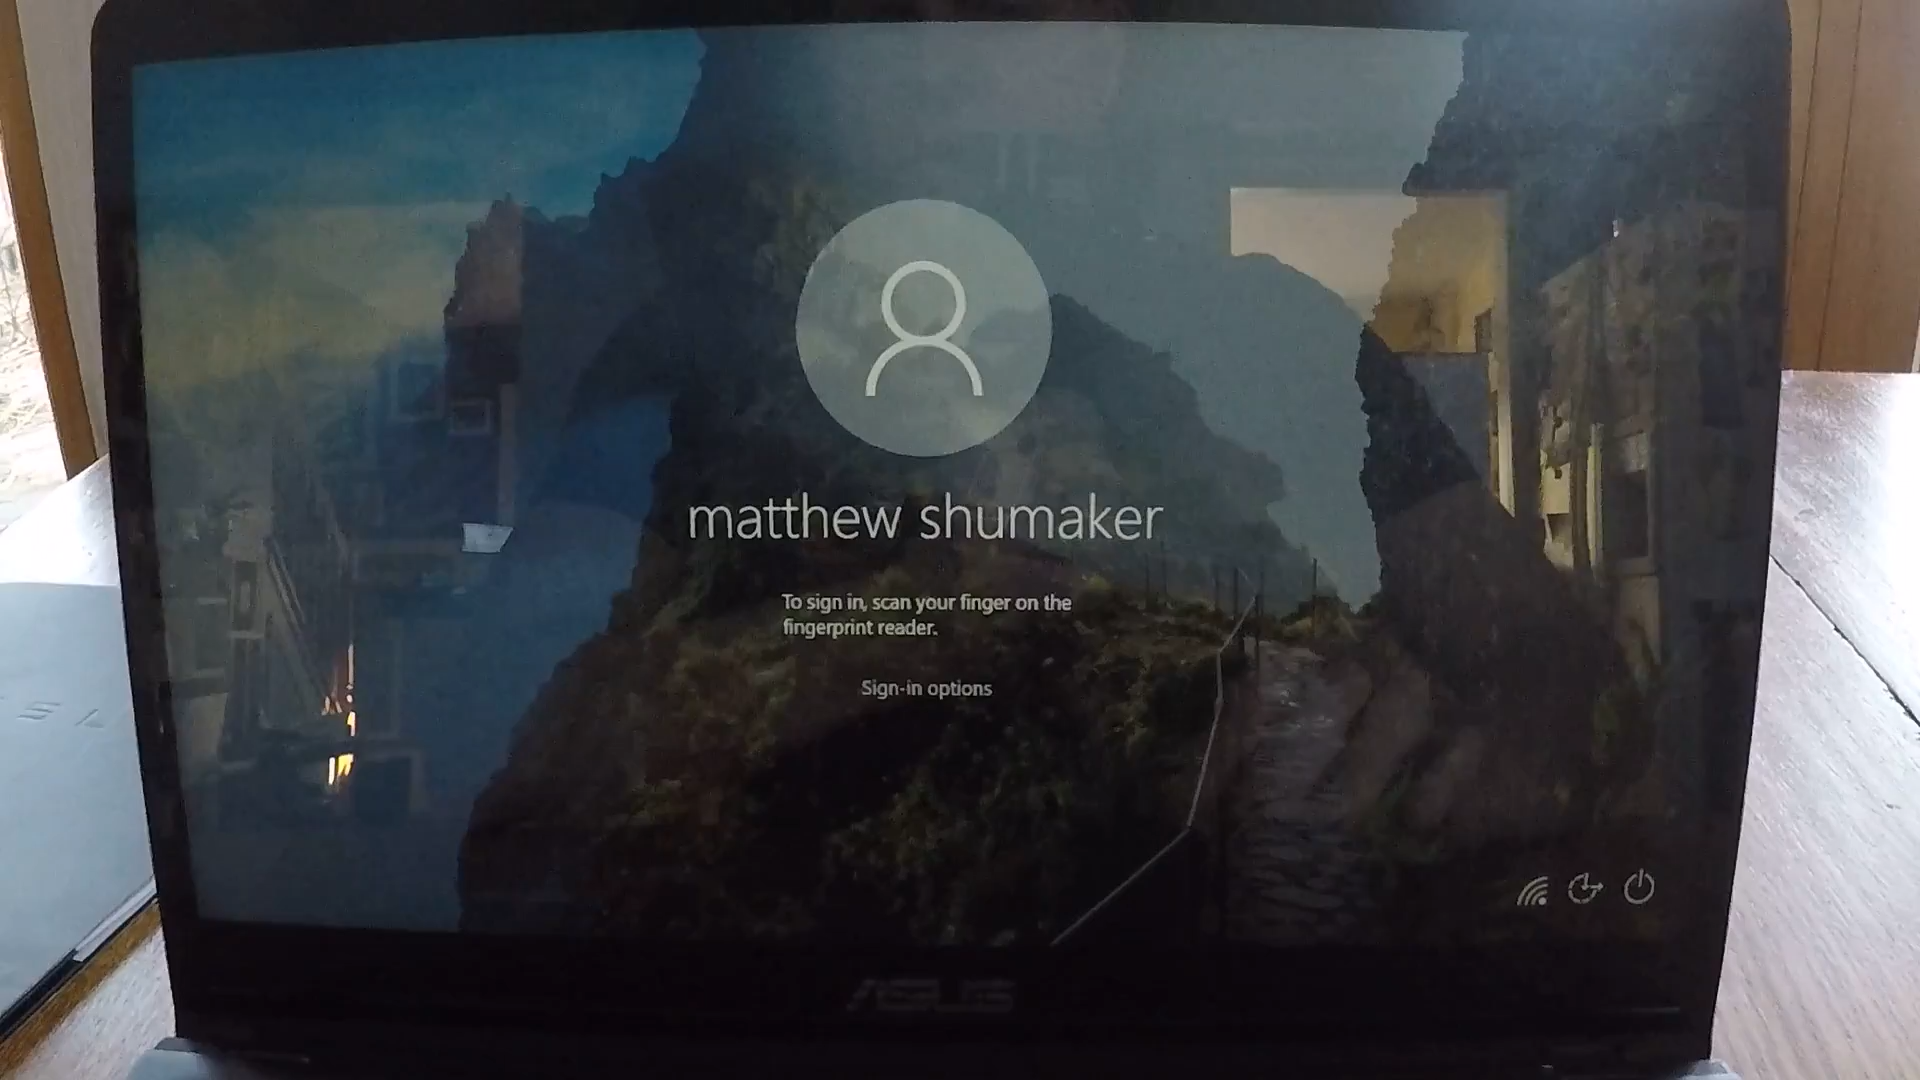 matthew shumaker
To sign in, scan your finger on the
fingerprint reader.
Sign-in options
ASUS